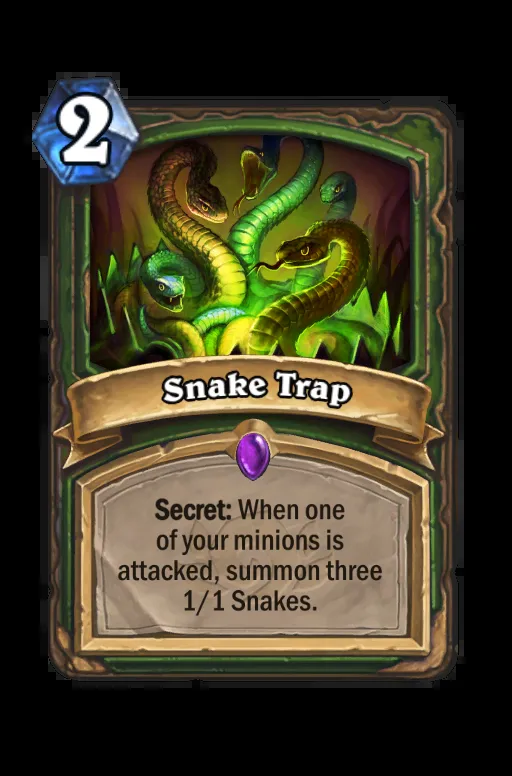 2
Snake Trap
Secret: When one
of your minions is
attacked, summon three
1/1 Snakes.